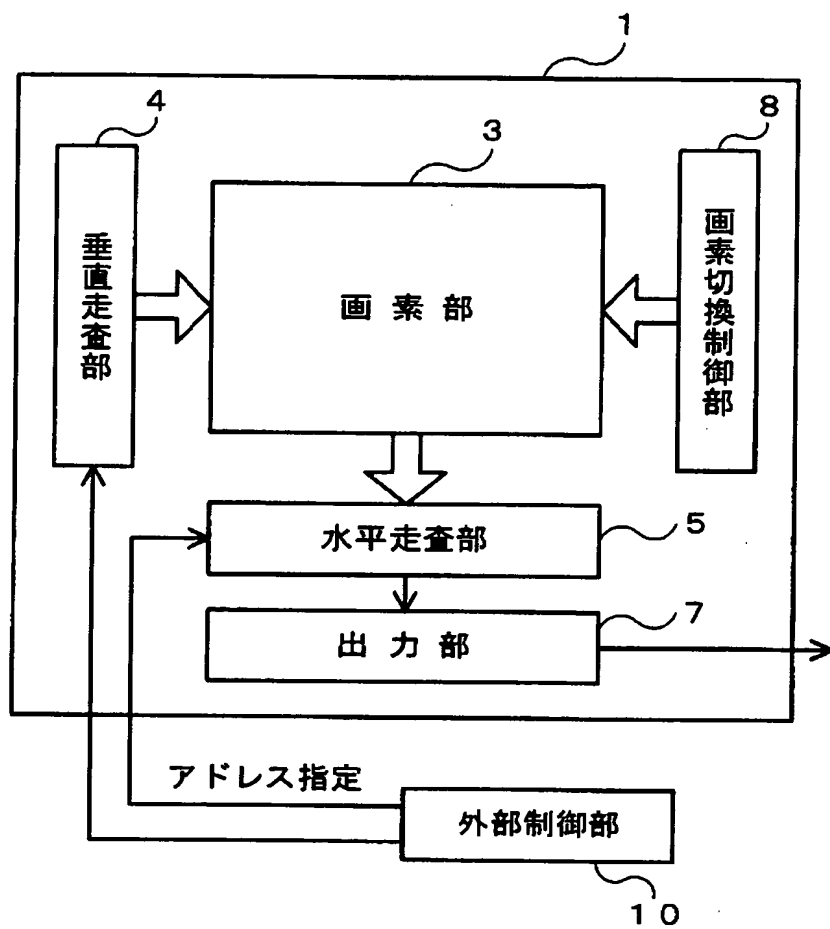 1
4
8
3
垂直走査部
画素部
画素切換制御部
水平走査部
5
出力部
7
アドレス指定
外部制御部
10